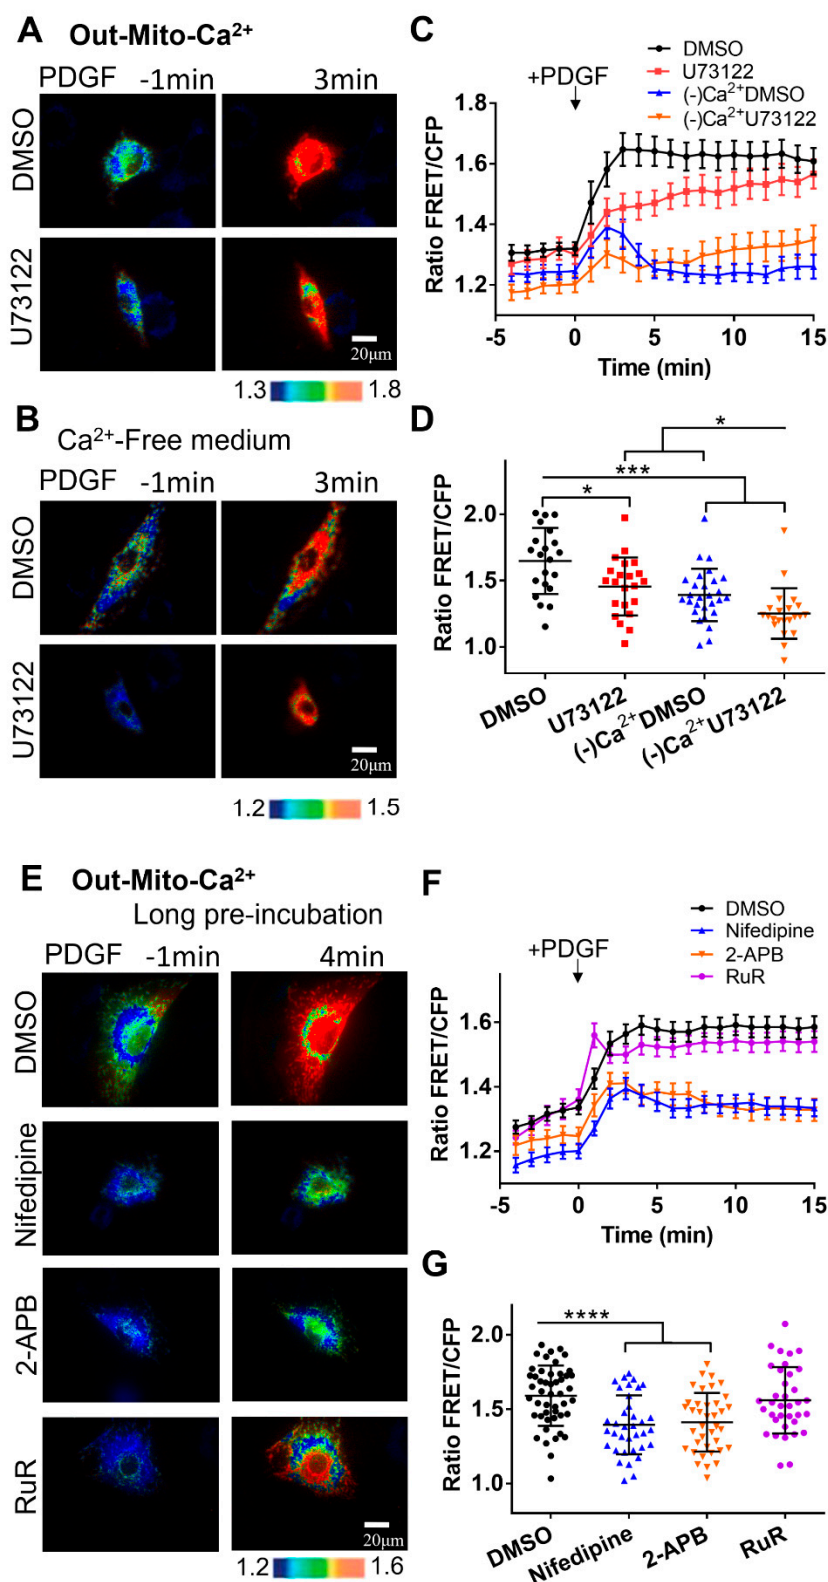 A Out-Mito-Ca²⁺
PDGF -1min 3min
DMSO
U73122
20μm
1.3 1.8
B Ca²⁺-Free medium
PDGF -1min 3min
DMSO
U73122
20μm
1.2 1.5
C
DMSO
U73122
(-)Ca²⁺DMSO
(-)Ca²⁺U73122
+PDGF
Ratio FRET/CFP
1.8
1.6
1.4
1.2
-5 0 5 10 15
Time (min)
D
*
***
*
Ratio FRET/CFP
2.0
1.5
1.0
DMSO U73122 (-)Ca²⁺DMSO (-)Ca²⁺U73122
E Out-Mito-Ca²⁺
Long pre-incubation
PDGF -1min 4min
DMSO
Nifedipine
2-APB
RuR
20μm
1.2 1.6
F
DMSO
Nifedipine
2-APB
RuR
+PDGF
Ratio FRET/CFP
1.6
1.4
1.2
-5 0 5 10 15
Time (min)
G
****
Ratio FRET/CFP
2.0
1.5
1.0
DMSO Nifedipine 2-APB RuR